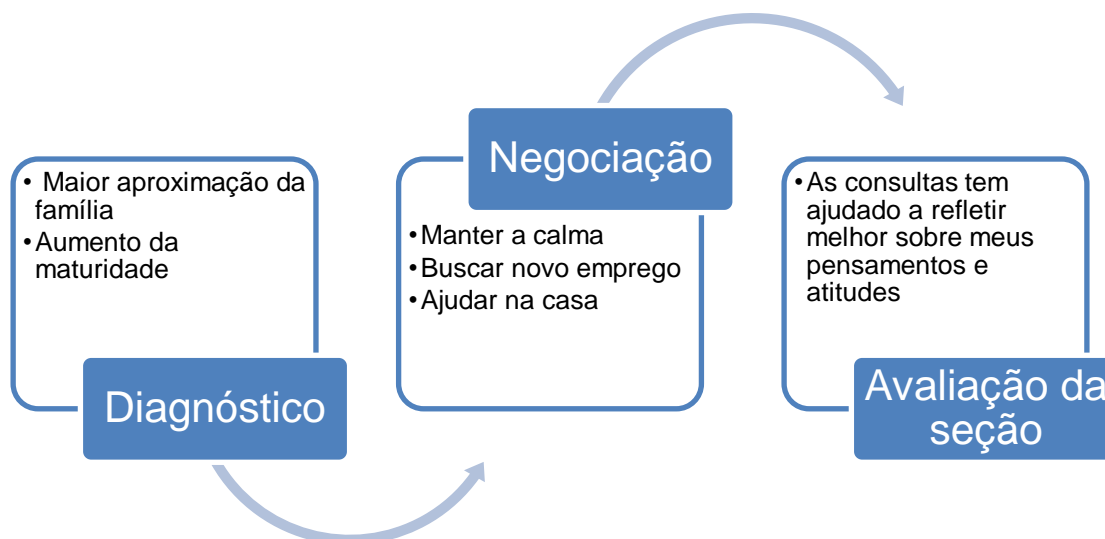 • Maior aproximação da
família
• Aumento da
maturidade
Diagnóstico
Negociação
• Manter a calma
• Buscar novo emprego
• Ajudar na casa
• As consultas tem
ajudado a refletir
melhor sobre meus
pensamentos e
atitudes
Avaliação da
seção